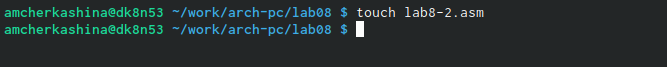 amcherkashina@dk8n53 ~/work/arch-pc/lab08 $ touch lab8-2.asm
amcherkashina@dk8n53 ~/work/arch-pc/lab08 $